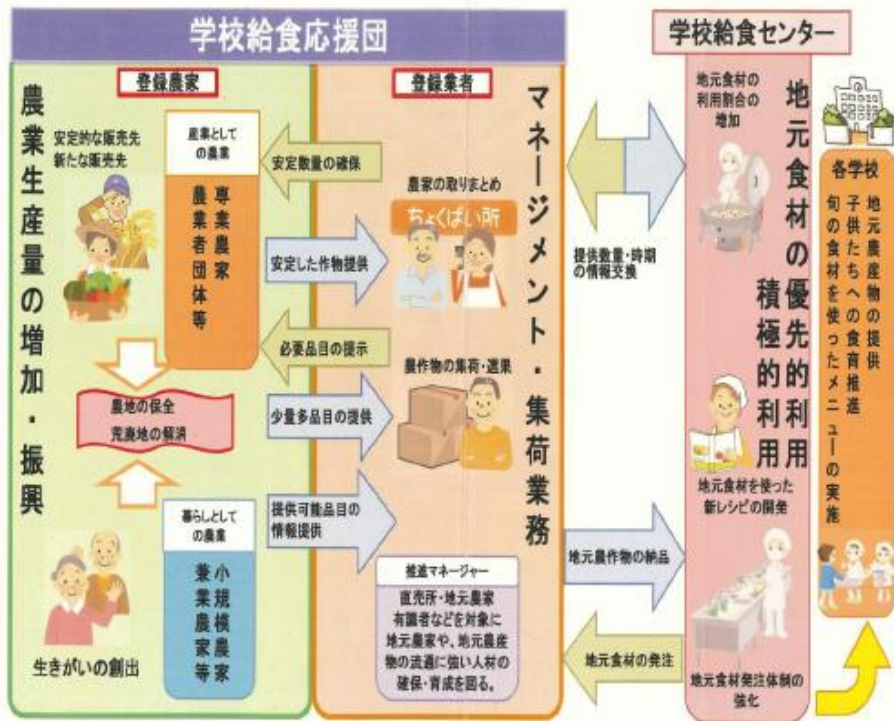 学校給食応援団
登録農家
農業生産量の増加・振興
安定的な販売先
新たな販売先
産業として
の農業
専業農家
農業者団体等
農地の保全
荒廃地の解消
暮らしとして
の農業
小規模農家
兼業農家等
生きがいの創出
安定数量の確保
安定した作物提供
必要品目の提示
少量多品目の提供
提供可能品目の
情報提供
登録業者
マネージメント・集荷業務
農家の取りまとめ
ちょくばい所
農作物の集荷・選果
推進マネージャー
直売所・地元農家
有識者などを対象に
地元農家や、地元農産
物の流通に強い人材の
確保・育成を図る。
提供数量・時期
の情報交換
地元農作物の納品
地元食材の発注
学校給食センター
地元食材の
利用割合の
増加
地元食材の優先的利用
積極的利用
地元食材を使った
新レシピの開発
地元食材発注体制の
強化
各学校
地元農産物の提供
子供たちへの食育推進
旬の食材を使ったメニューの実施